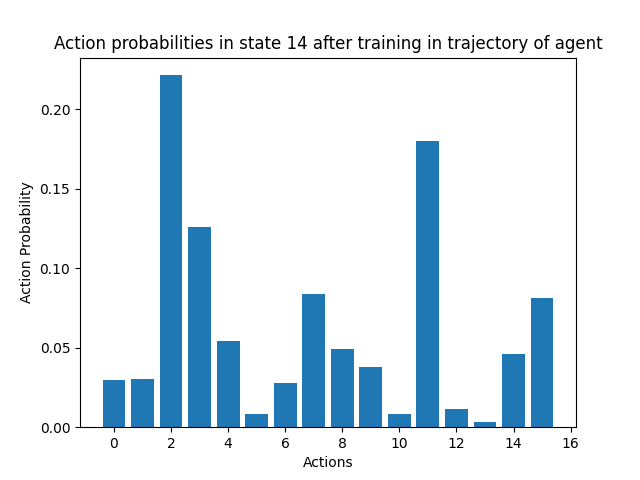 Action probabilities in state 14 after training in trajectory of agent
0.20
0.15
0.10
0.05
0.00
Action Probability
0 2 4 6 8 10 12 14 16
Actions